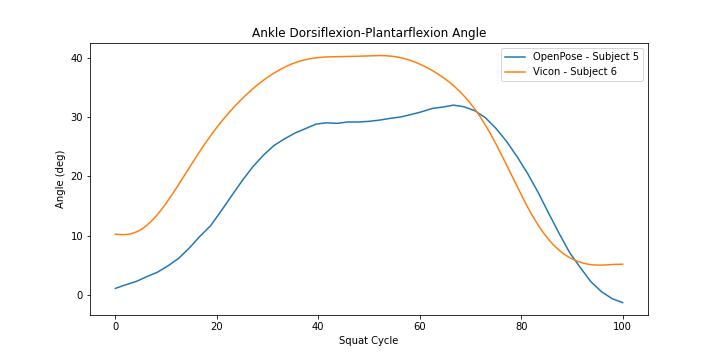 Ankle Dorsiflexion-Plantarflexion Angle
OpenPose - Subject 5
Vicon - Subject 6
40
30
20
10
0
Angle (deg)
0 20 40 60 80 100
Squat Cycle